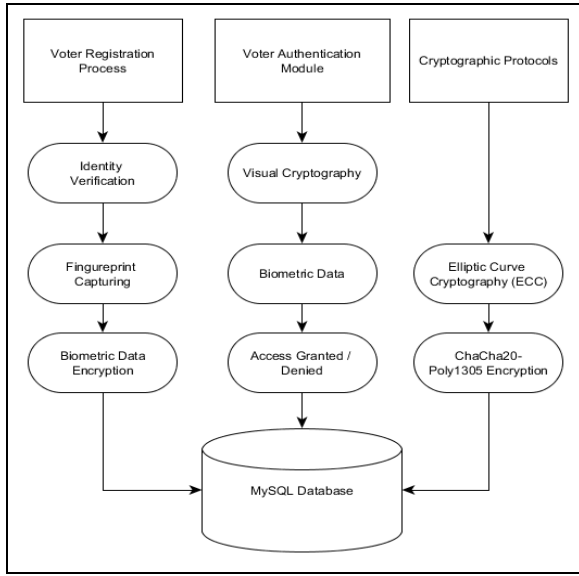 Voter Registration
Process
Voter Authentication
Module
Cryptographic Protocols
Identity
Verification
Visual Cryptography
Fingureprint
Capturing
Biometric Data
Elliptic Curve
Cryptography (ECC)
Biometric Data
Encryption
Access Granted /
Denied
ChaCha20-
Poly1305 Encryption
MySQL Database